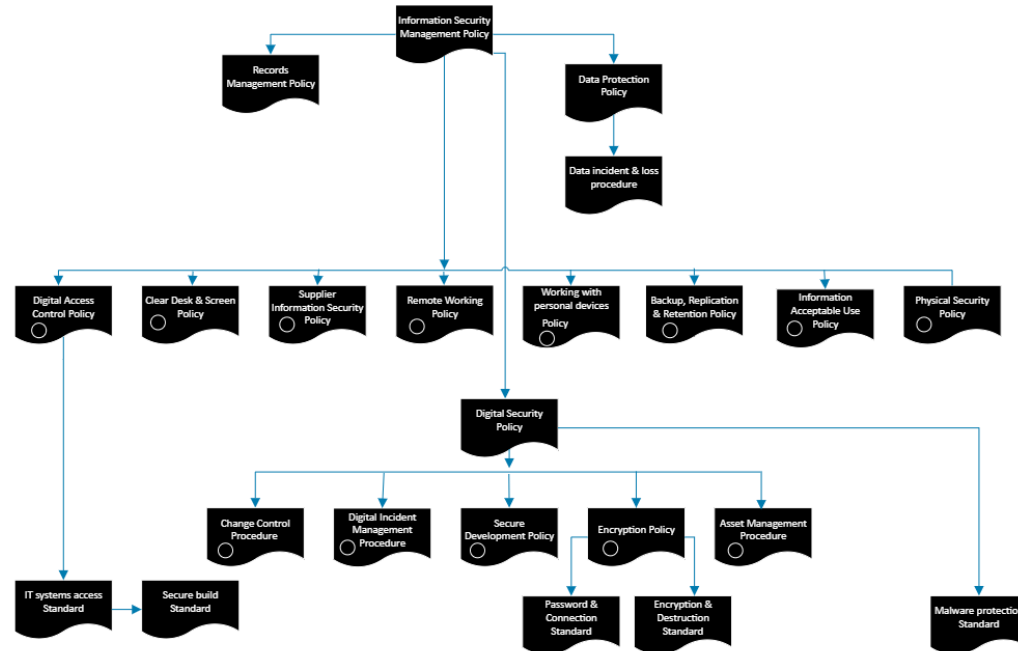 Information Security
Management Policy
Records
Management Policy
Data Protection
Policy
Data incident & loss
procedure
Digital Access
Control Policy
Clear Desk & Screen
Policy
Supplier
Information Security
Policy
Remote Working
Policy
Working with
personal devices
Policy
Backup, Replication
& Retention Policy
Information
Acceptable Use
Policy
Physical Security
Policy
Digital Security
Policy
Change Control
Procedure
Digital Incident
Management
Procedure
Secure
Development Policy
Encryption Policy
Asset Management
Procedure
IT systems access
Standard
Secure build
Standard
Password &
Connection
Standard
Encryption &
Destruction
Standard
Malware protection
Standard